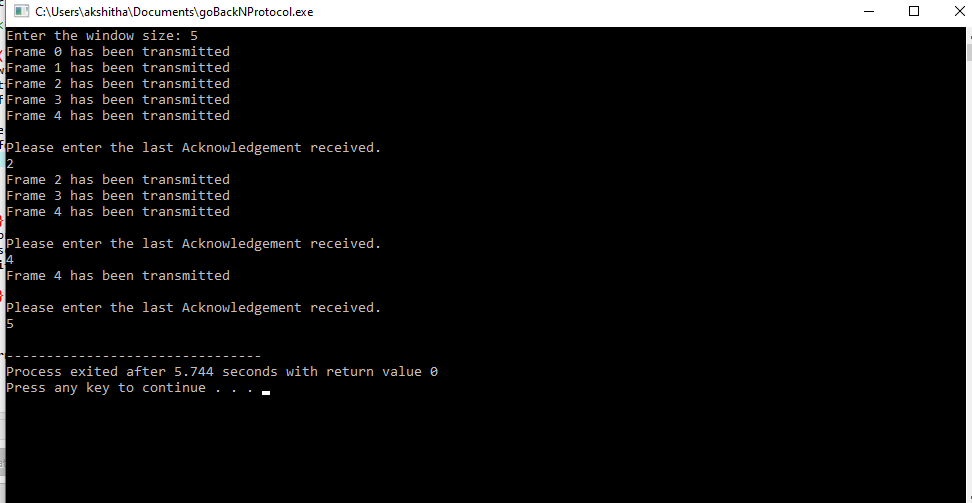 C:\Users\akshitha\Documents\goBackNProtocol.exe
Enter the window size: 5
Frame 0 has been transmitted
Frame 1 has been transmitted
Frame 2 has been transmitted
Frame 3 has been transmitted
Frame 4 has been transmitted
Please enter the last Acknowledgement received.
2
Frame 2 has been transmitted
Frame 3 has been transmitted
Frame 4 has been transmitted
Please enter the last Acknowledgement received.
4
Frame 4 has been transmitted
Please enter the last Acknowledgement received.
5
--------------------------------
Process exited after 5.744 seconds with return value 0
Press any key to continue . . .